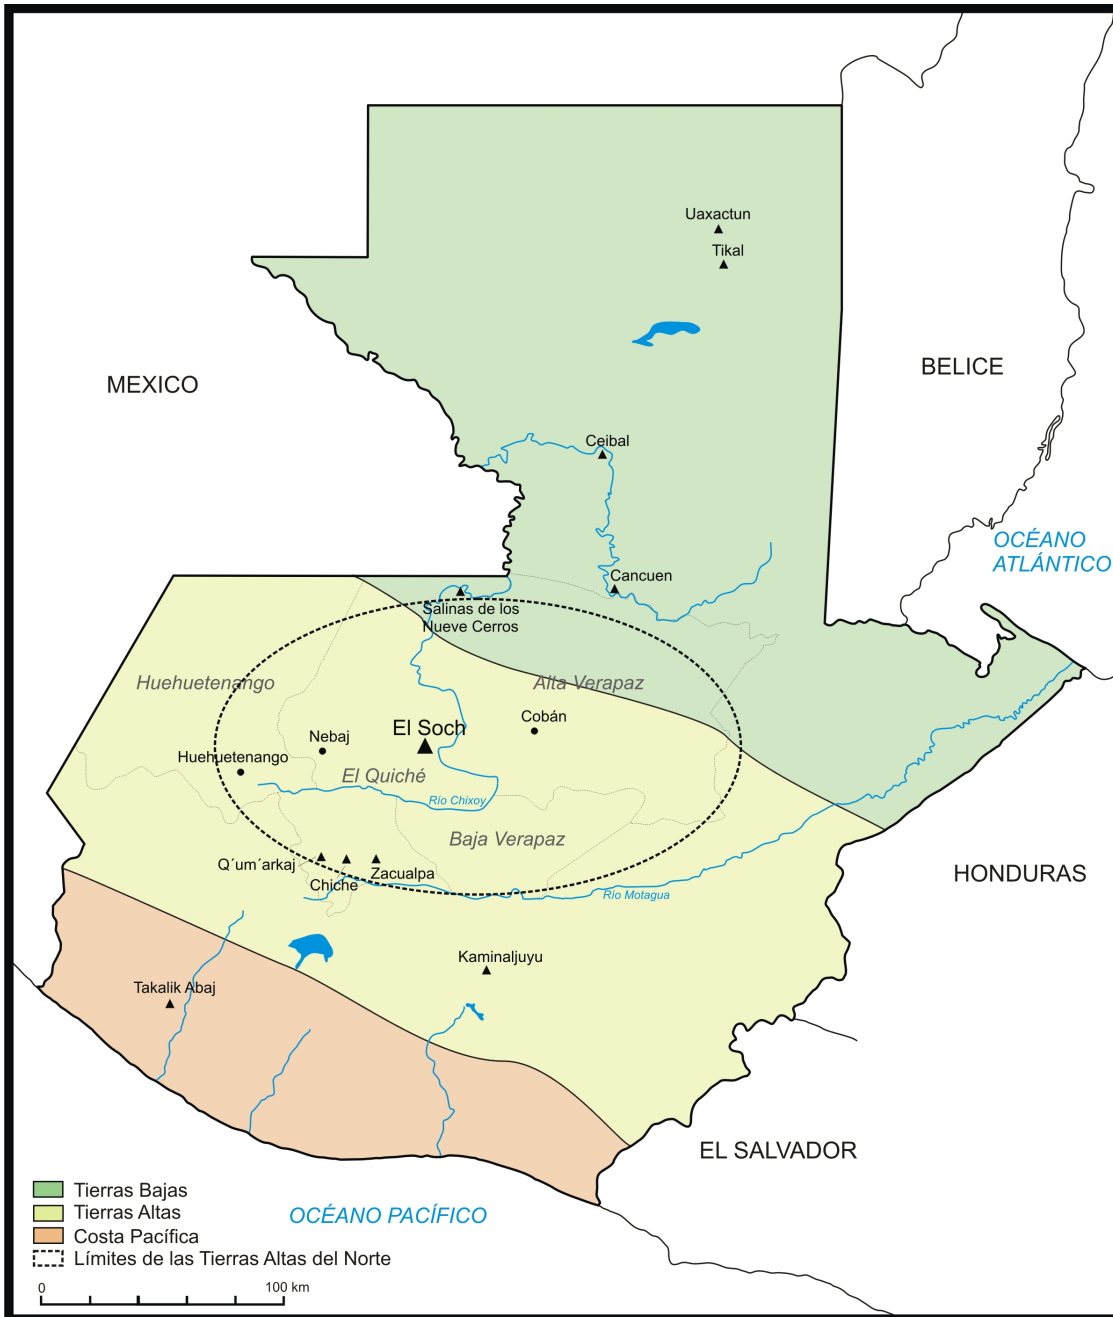 Uaxactun
Tikal
BELICE
MEXICO
Ceibal
OCÉANO
ATLÁNTICO
Cancuen
Salinas de los
Nueve Cerros
Huehuetenango
Alta Verapaz
Cobán
El Soch
Nebaj
Huehuetenango
El Quiché
Río Chixoy
Baja Verapaz
Q´um´arkaj
Zacualpa
Chiche
HONDURAS
Río Motagua
Kaminaljuyu
Takalik Abaj
EL SALVADOR
Tierras Bajas
Tierras Altas
OCÉANO PACÍFICO
Costa Pacífica
Límites de las Tierras Altas del Norte
0
100 km